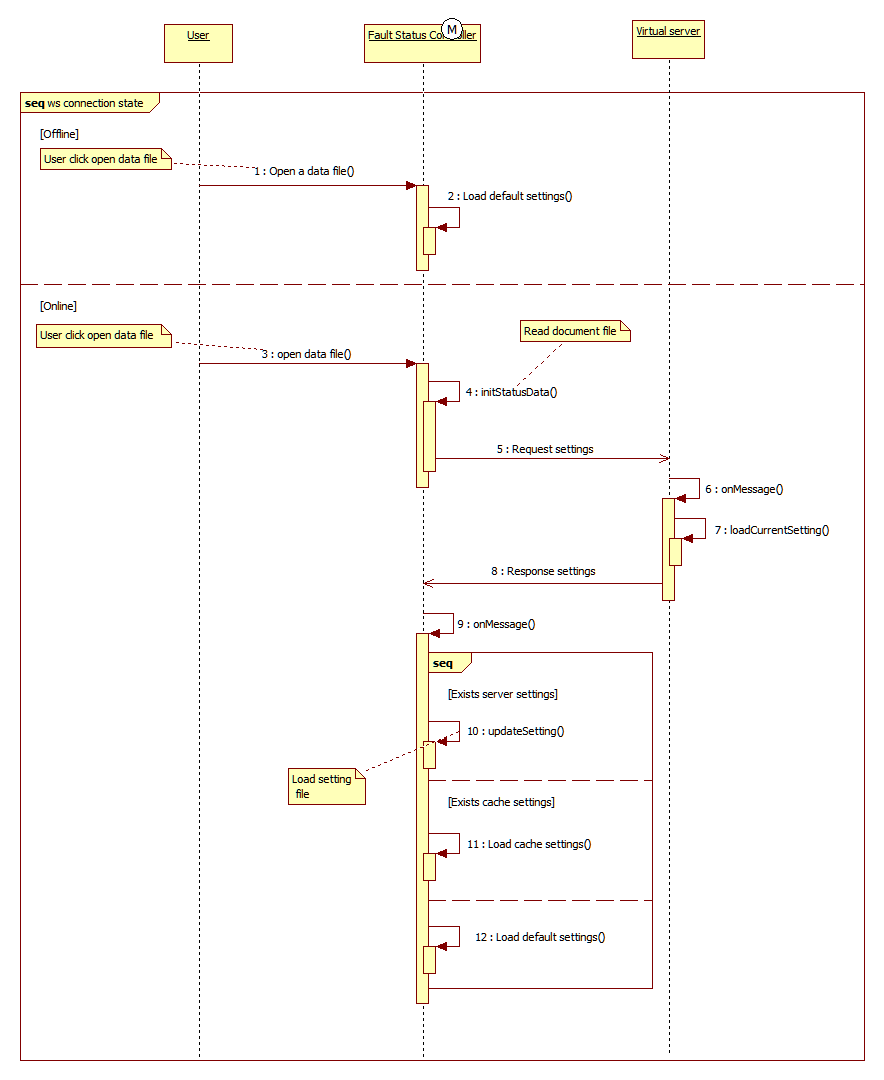 User
Fault Status Controller
M
Virtual server
seq ws connection state
[Offline]
User click open data file
1 : Open a data file()
2 : Load default settings()
[Online]
User click open data file
Read document file
3 : open data file()
4 : initStatusData()
5 : Request settings
6 : onMessage()
7 : loadCurrentSetting()
8 : Response settings
9 : onMessage()
seq
[Exists server settings]
10 : updateSetting()
Load setting
file
[Exists cache settings]
11 : Load cache settings()
12 : Load default settings()